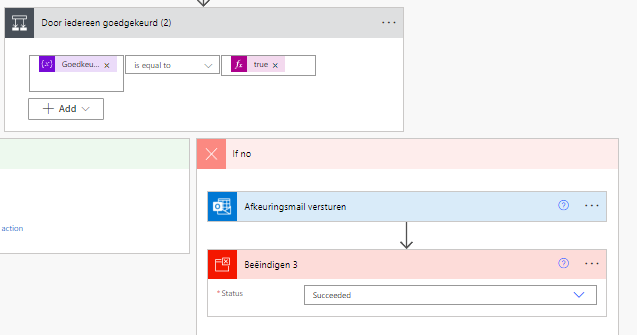 Door iedereen goedgekeurd (2)
Goedkeu... × is equal to fx true ×
+ Add
If no
Afkeuringsmail versturen
action
Beëindigen 3
*Status Succeeded